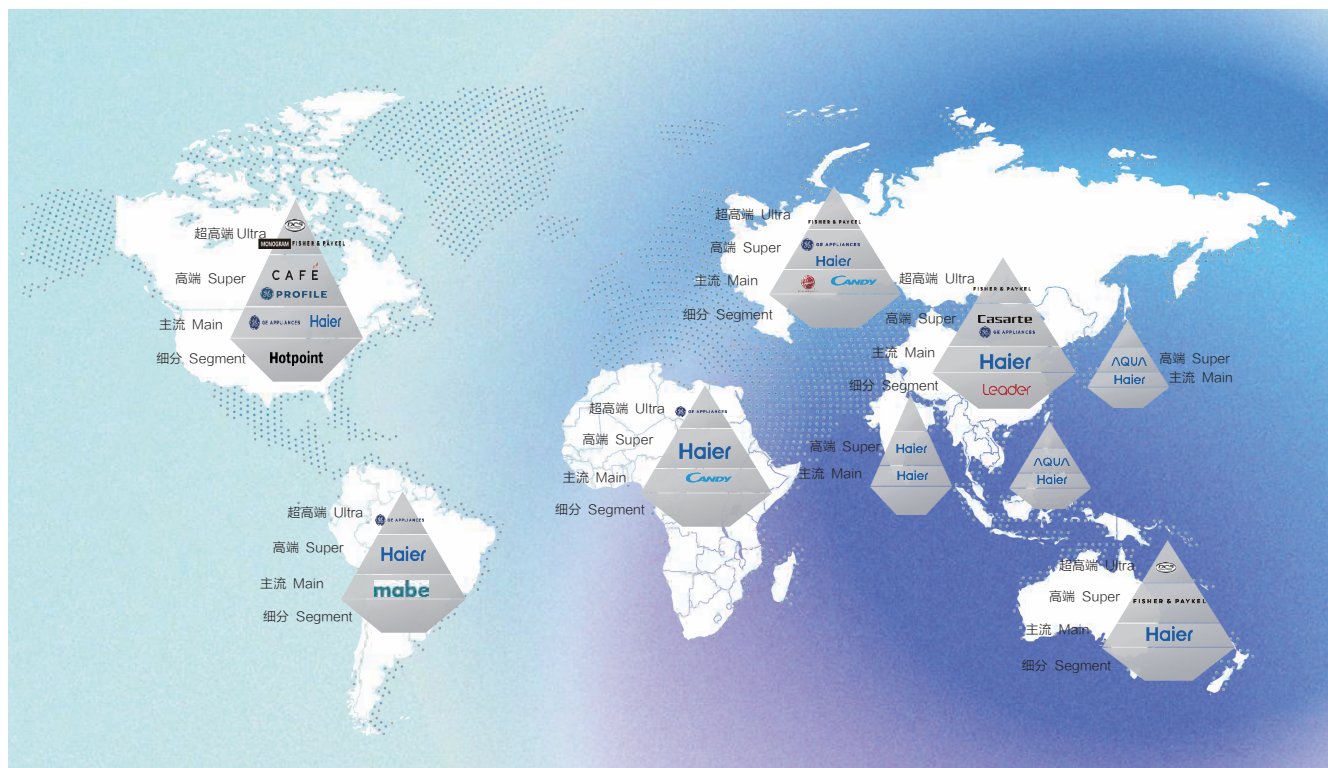 DCS
超高端 Ultra
MONOGRAM FISHER & PAYKEL
高端 Super
CAFÉ
PROFILE
主流 Main
GE APPLIANCES Haier
细分 Segment
Hotpoint
超高端 Ultra
FISHER & PAYKEL
高端 Super
GE APPLIANCES
Haier
主流 Main
CANDY
细分 Segment
超高端 Ultra
FISHER & PAYKEL
高端 Super
Casarte
GE APPLIANCES
主流 Main
Haier
细分 Segment
Leader
AQUA
高端 Super
Haier
主流 Main
超高端 Ultra
GE APPLIANCES
高端 Super
Haier
主流 Main
CANDY
细分 Segment
高端 Super
Haier
主流 Main
Haier
AQUA
Haier
超高端 Ultra
GE APPLIANCES
高端 Super
Haier
主流 Main
mabe
细分 Segment
超高端 Ultra
DCS
高端 Super
FISHER & PAYKEL
主流 Main
Haier
细分 Segment